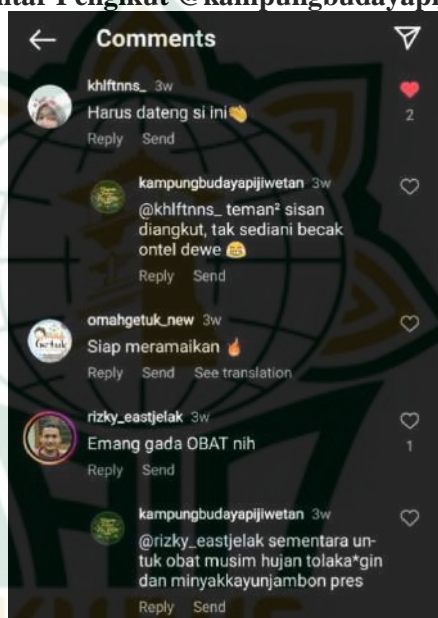 Comments
khlftnns_ 3w
Harus dateng si ini👏
2
Reply Send
kampungbudayapijiwetan 3w
@khlftnns_ teman² sisan
diangkut, tak sediani becak
ontel dewe 😂
Reply Send
omahgetuk_new 3w
Siap meramaikan 🔥
Reply Send See translation
rizky_eastjelak 3w
Emang gada OBAT nih
1
Reply Send
kampungbudayapijiwetan 3w
@rizky_eastjelak sementara un-
tuk obat musim hujan tolaka*gin
dan minyakkayunjambon pres
Reply Send